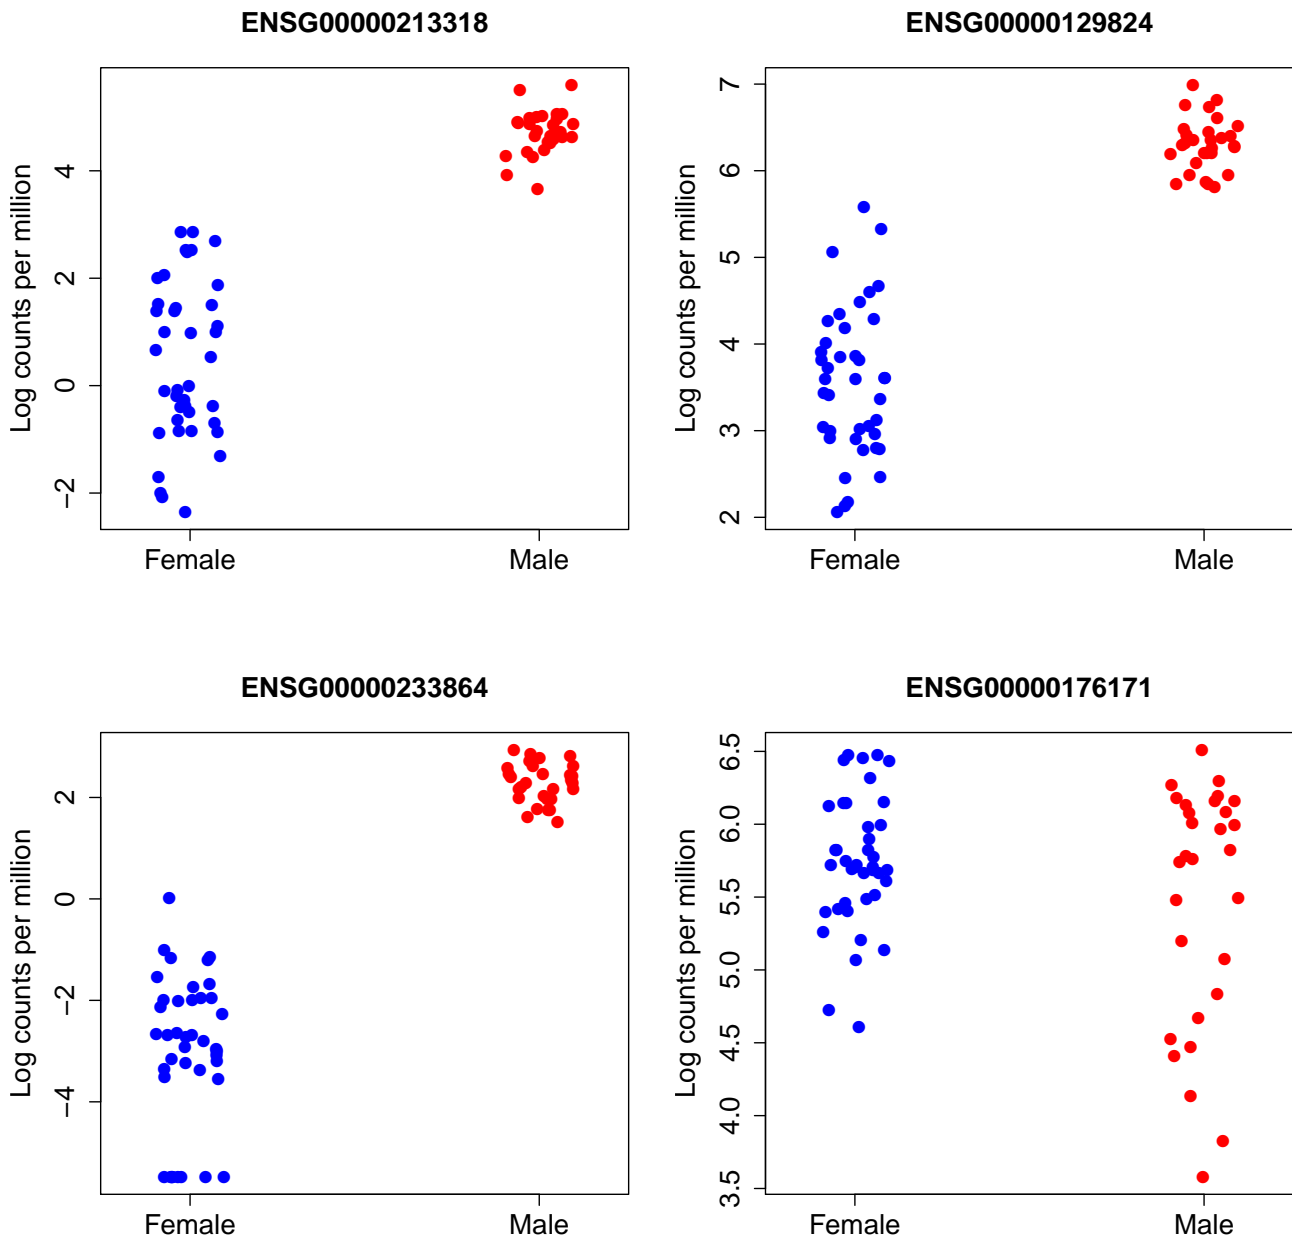 ENSG00000213318
Log counts per million
4
2
0
−2
Female
Male
ENSG00000129824
Log counts per million
7
6
5
4
3
2
Female
Male
ENSG00000233864
Log counts per million
2
0
−2
−4
Female
Male
ENSG00000176171
Log counts per million
6.5
6.0
5.5
5.0
4.5
4.0
3.5
Female
Male